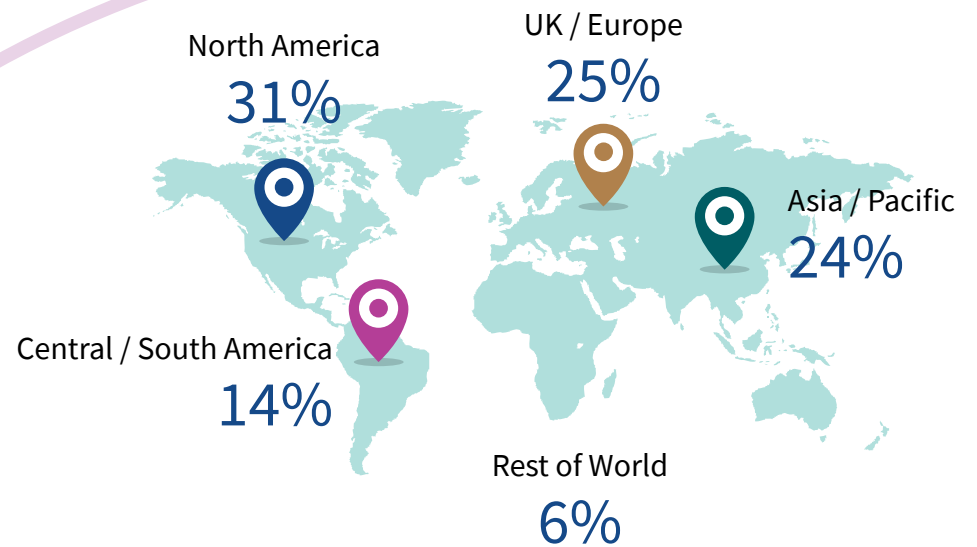 North America
31%
UK / Europe
25%
Asia / Pacific
24%
Central / South America
14%
Rest of World
6%